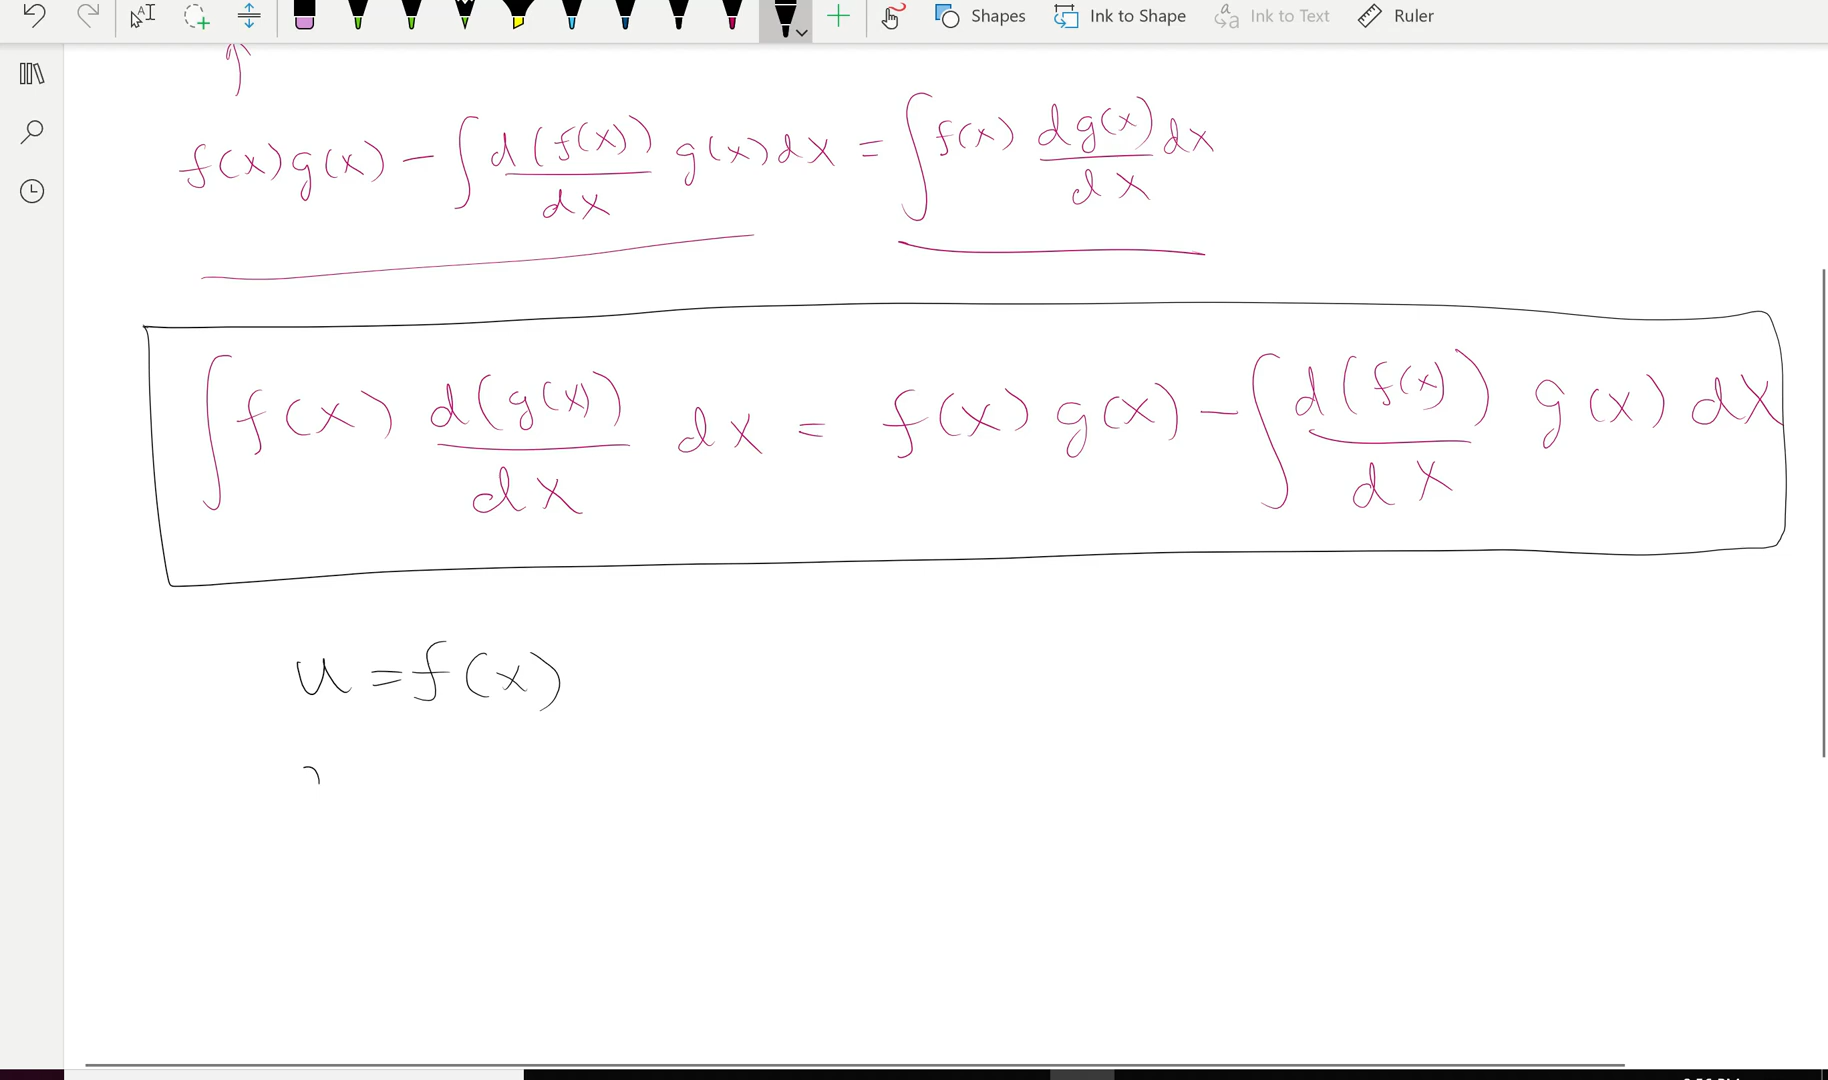 Shapes Ink to Shape Ink to Text Ruler
f(x)g(x) - ∫ d(f(x))/dx g(x)dx = ∫ f(x) dg(x)/dx dx
∫ f(x) d(g(x))/dx dx = f(x) g(x) - ∫ d(f(x))/dx g(x) dx
u = f(x)